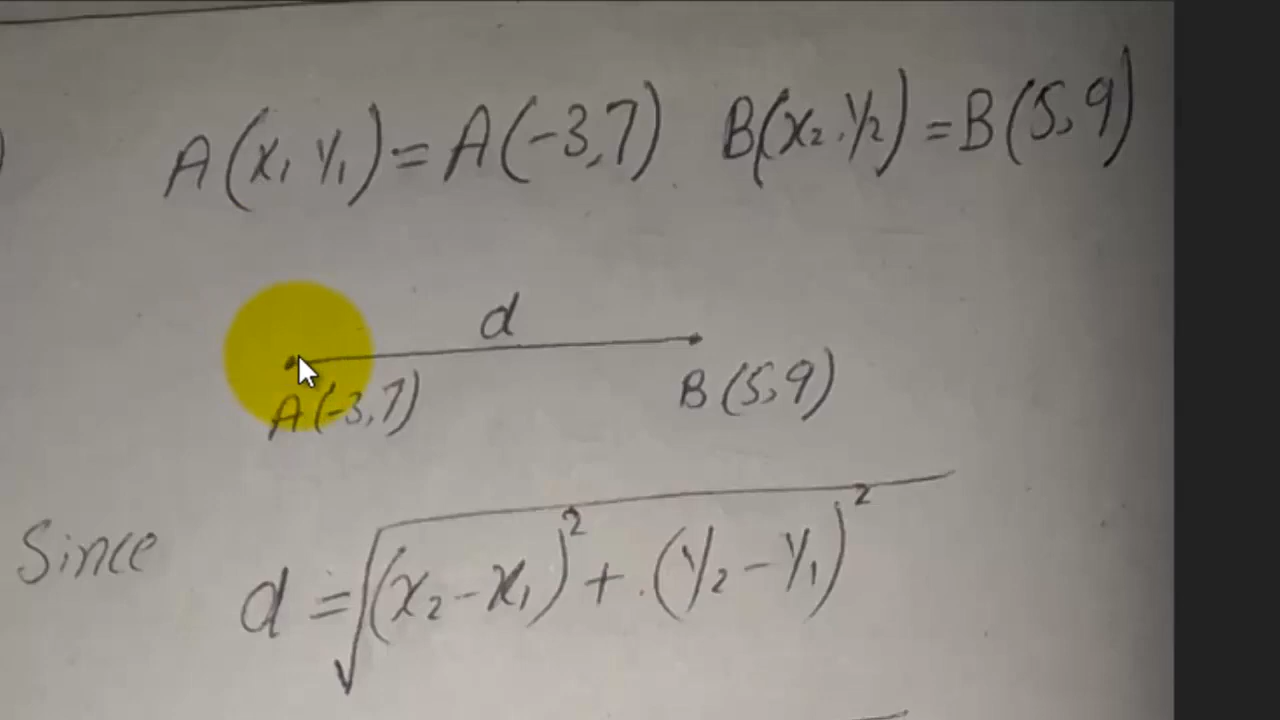 A(x₁ y₁) = A(-3,7) B(x₂, y₂) = B(5,9)
d
A(-3,7) B(5,9)
Since d = √(x₂ - x₁)² + (y₂ - y₁)²